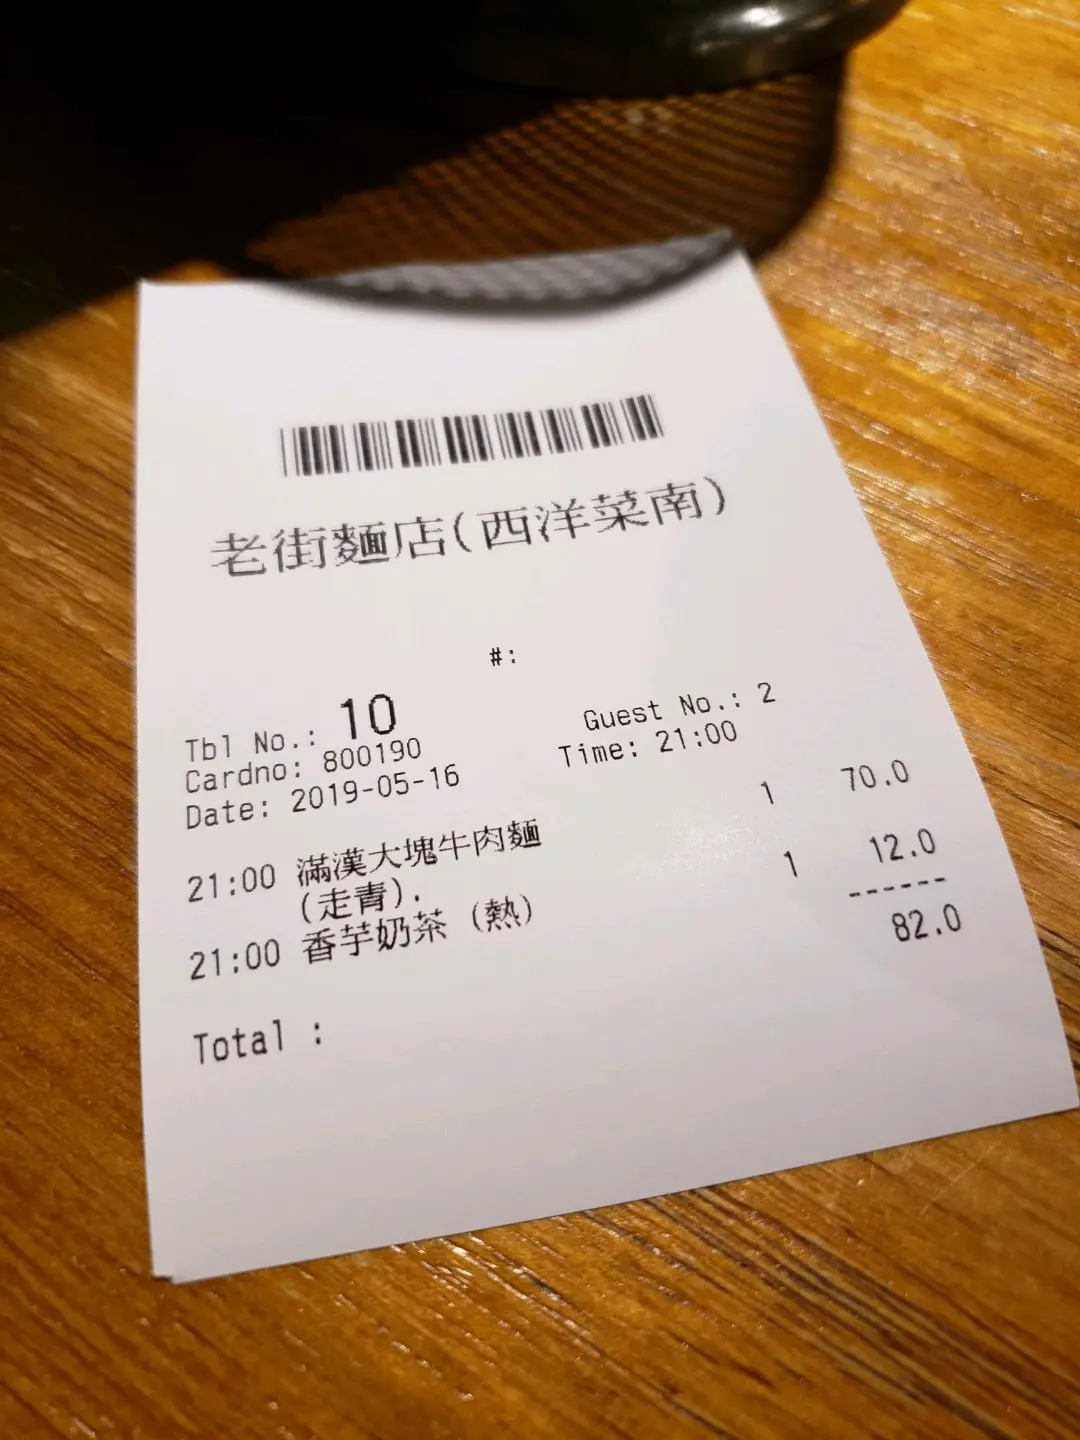 老街麵店(西洋菜南)
#:
Tbl No.: 10 Guest No.: 2
Cardno: 800190 Time: 21:00
Date: 2019-05-16
21:00 滿漢大塊牛肉麵 1 70.0
(走青).
21:00 香芋奶茶 (熱) 1 12.0
------
Total : 82.0